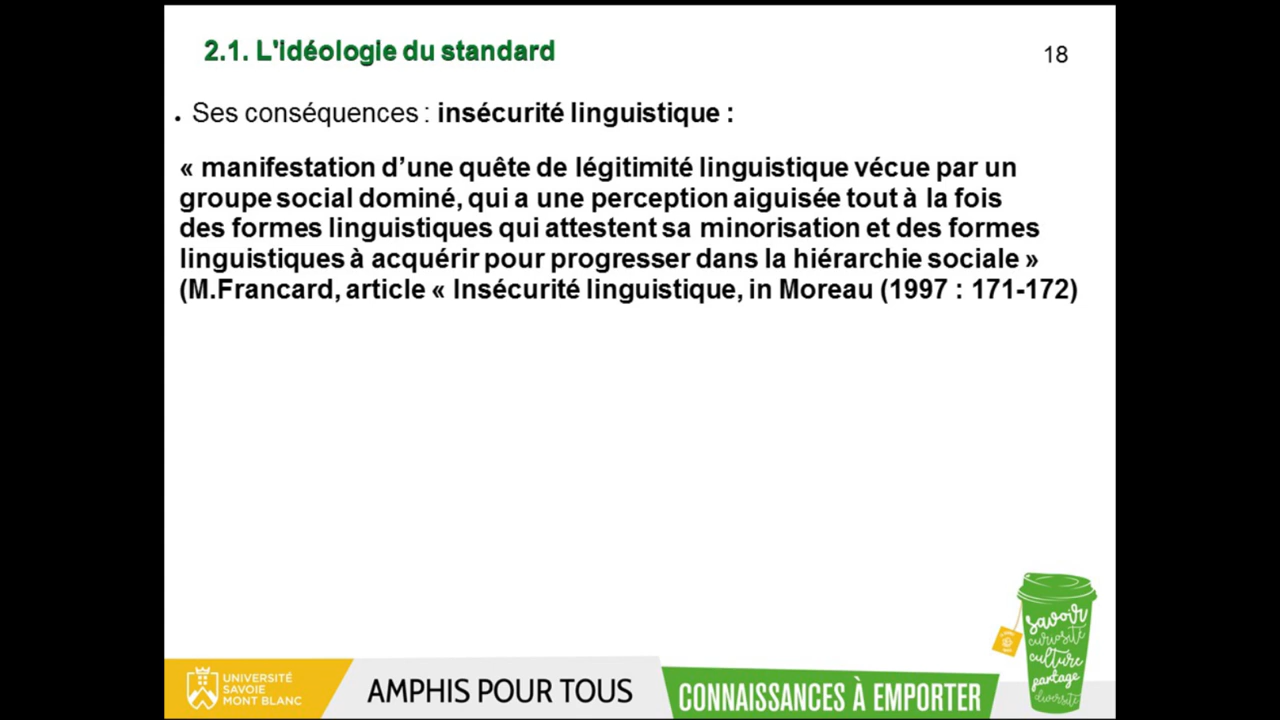 2.1. L'idéologie du standard
18
• Ses conséquences : insécurité linguistique :
« manifestation d’une quête de légitimité linguistique vécue par un
groupe social dominé, qui a une perception aiguisée tout à la fois
des formes linguistiques qui attestent sa minorisation et des formes
linguistiques à acquérir pour progresser dans la hiérarchie sociale »
(M.Francard, article « Insécurité linguistique, in Moreau (1997 : 171-172)
UNIVERSITÉ
SAVOIE
MONT BLANC
AMPHIS POUR TOUS
CONNAISSANCES À EMPORTER
savoir
curiosité
culture
partage
diversité